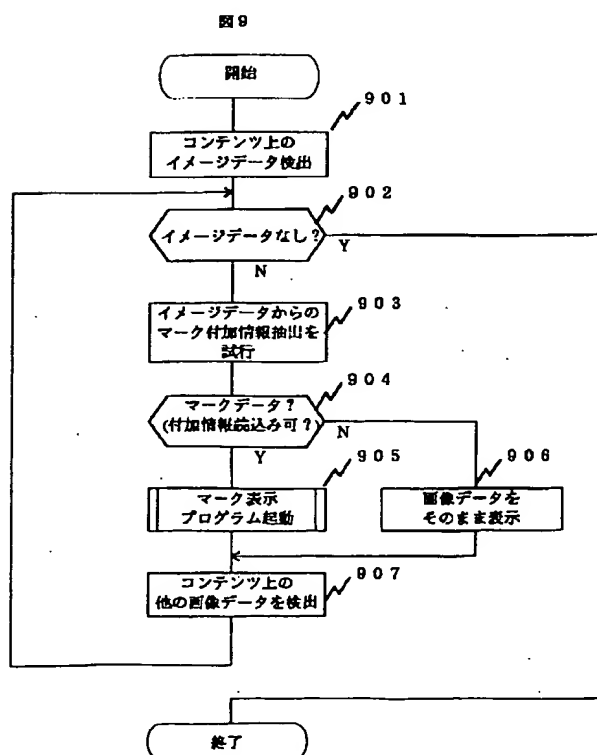 図9
開始
901
コンテンツ上の
イメージデータ検出
902
イメージデータなし?
Y
N
903
イメージデータからの
マーク付加情報抽出を
試行
904
マークデータ?
(付加情報読込み可?)
N
Y
905
マーク表示
プログラム起動
906
画像データを
そのまま表示
907
コンテンツ上の
他の画像データを検出
終了